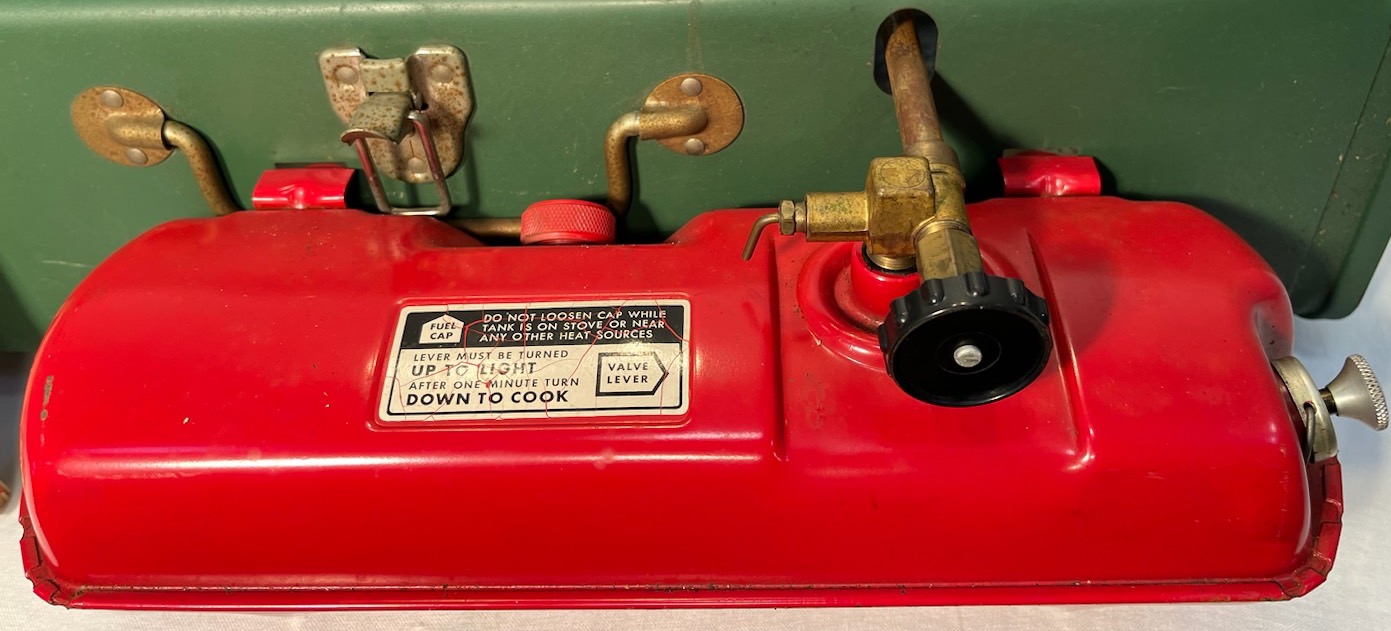 FUEL CAP
DO NOT LOOSEN CAP WHILE
TANK IS ON STOVE OR NEAR
ANY OTHER HEAT SOURCES
LEVER MUST BE TURNED
UP TO LIGHT
AFTER ONE MINUTE TURN
DOWN TO COOK
VALVE
LEVER